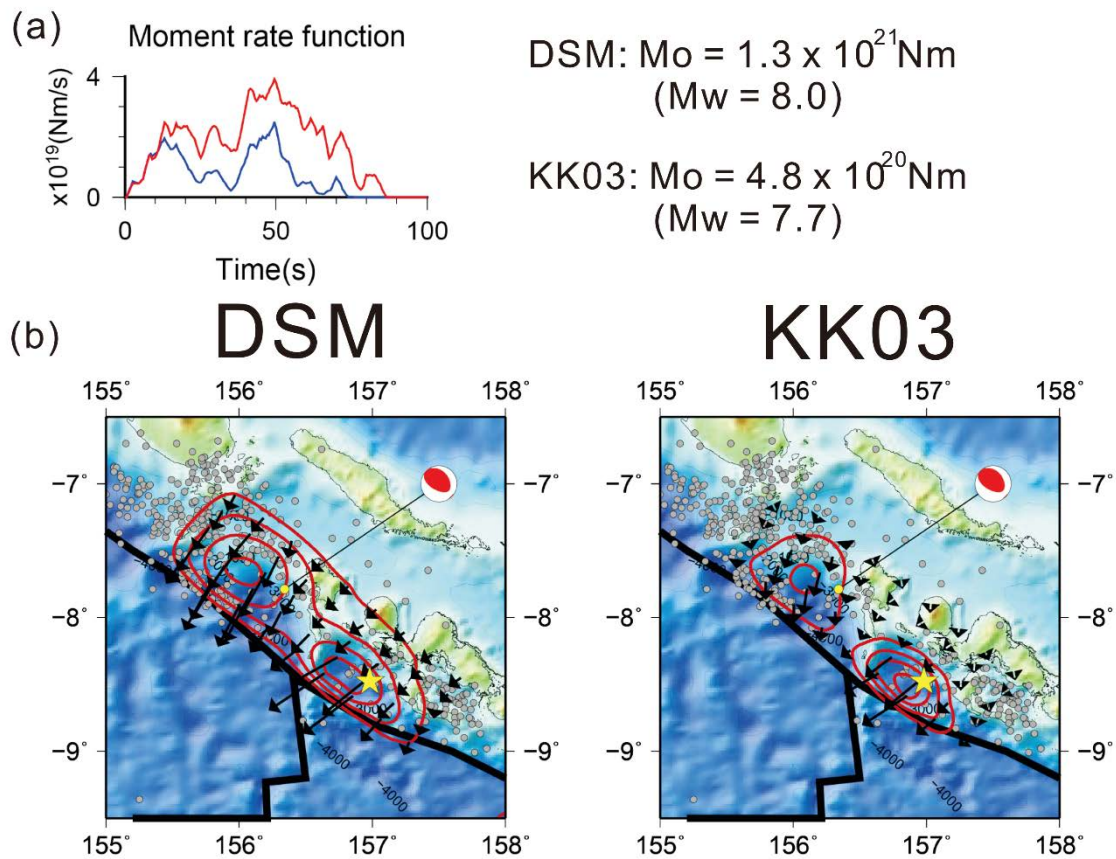 (a)
Moment rate function
x10¹⁹(Nm/s)
4
0
0 50 100
Time(s)
DSM: Mo = 1.3 x 10²¹Nm
(Mw = 8.0)
KK03: Mo = 4.8 x 10²⁰Nm
(Mw = 7.7)
(b)
DSM
155° 156° 157° 158°
−7°
−8°
−9°
−7°
−8°
−9°
−4000
−4000
155° 156° 157° 158°
KK03
155° 156° 157° 158°
−7°
−8°
−9°
−7°
−8°
−9°
3000
−4000
−4000
155° 156° 157° 158°